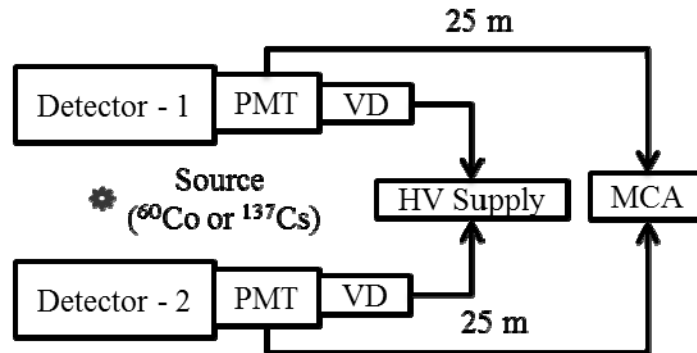 25 m
Detector - 1
PMT
VD
Source
(⁶⁰Co or ¹³⁷Cs)
HV Supply
MCA
Detector - 2
PMT
VD
25 m